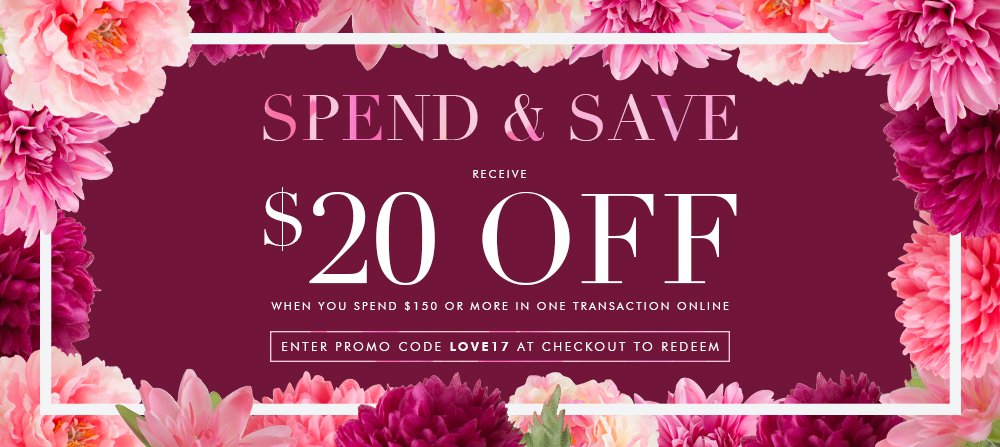 SPEND & SAVE
RECEIVE
$20 OFF
WHEN YOU SPEND $150 OR MORE IN ONE TRANSACTION ONLINE
ENTER PROMO CODE LOVE17 AT CHECKOUT TO REDEEM